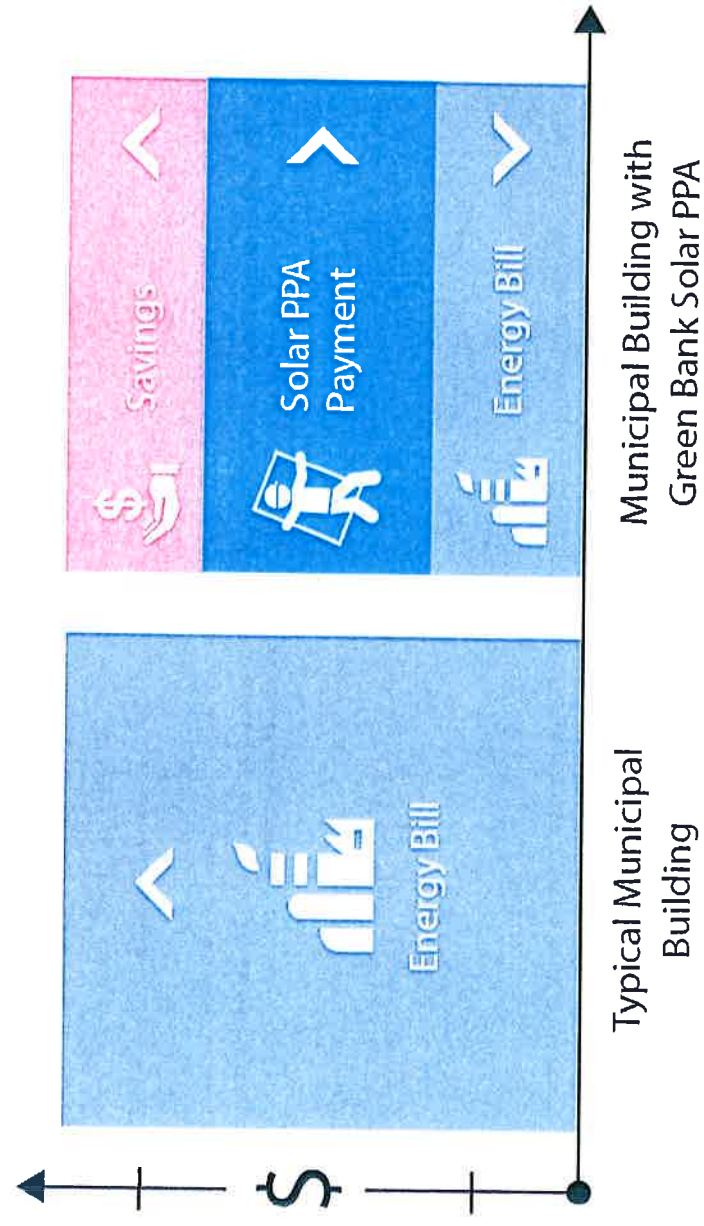 $
Energy Bill
Typical Municipal
Building
$
Savings
Solar PPA
Payment
Energy Bill
Municipal Building with
Green Bank Solar PPA